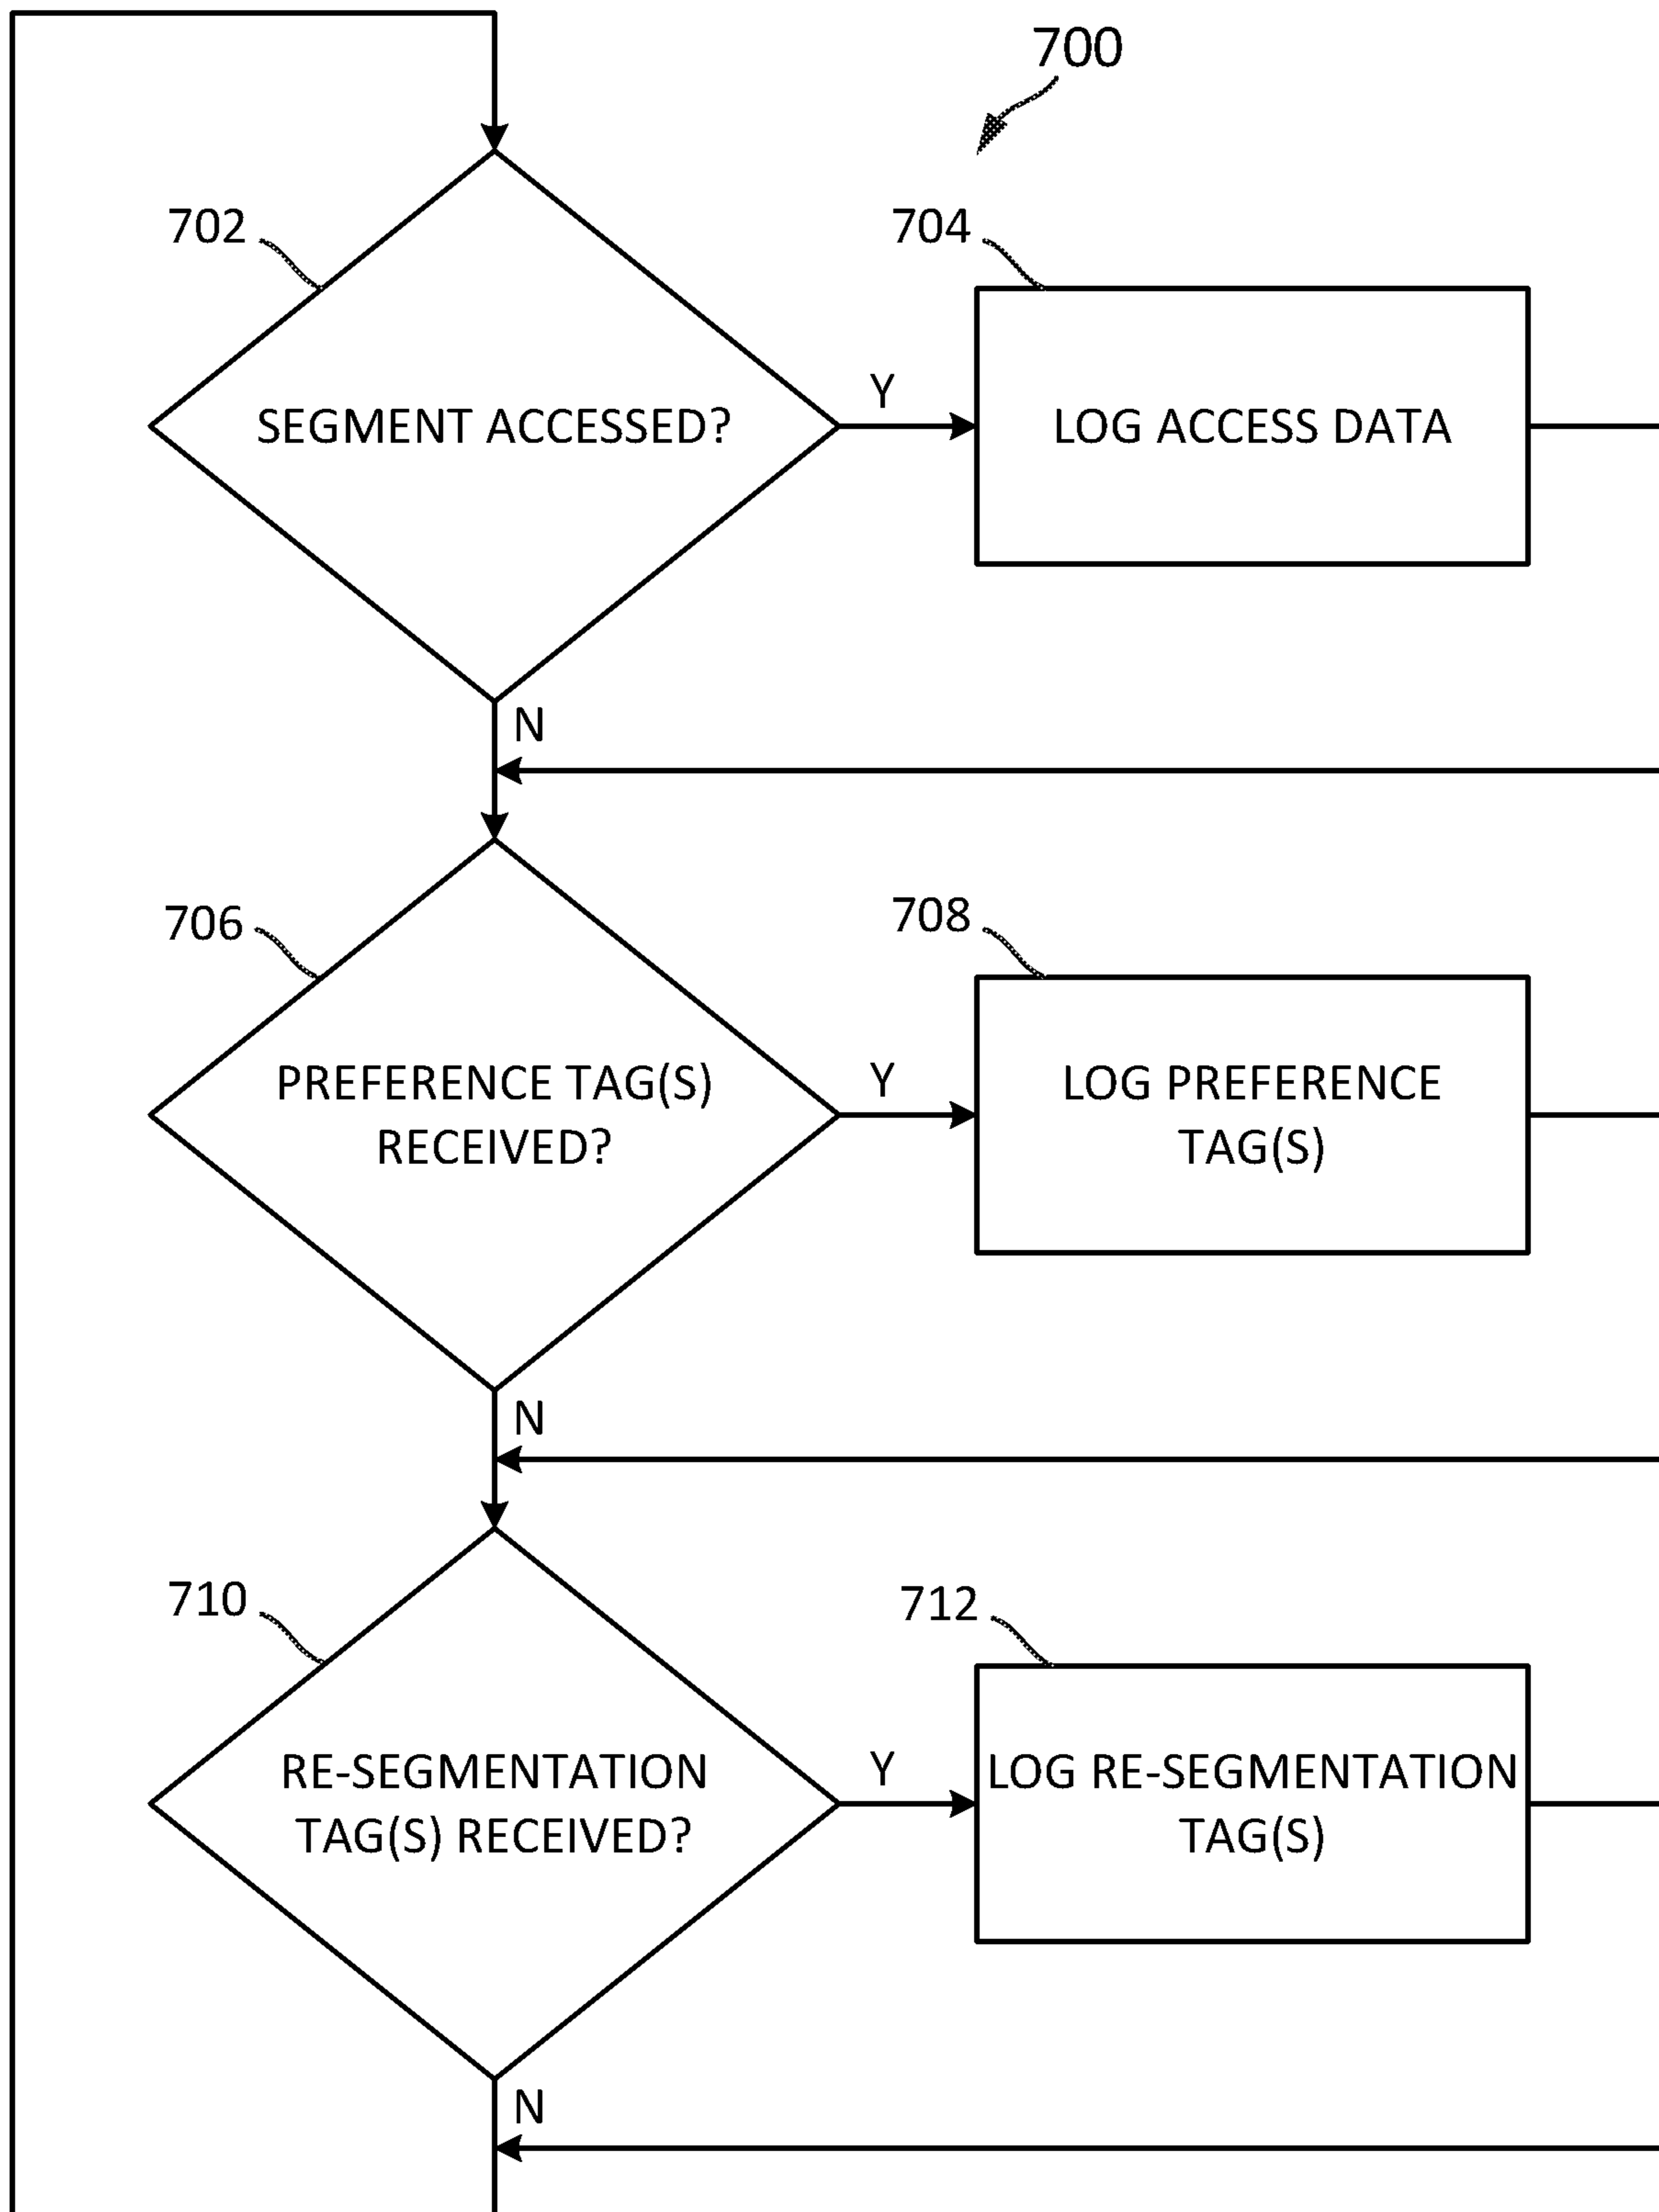 700
702
704
SEGMENT ACCESSED?
Y
LOG ACCESS DATA
N
706
708
PREFERENCE TAG(S)
RECEIVED?
Y
LOG PREFERENCE
TAG(S)
N
710
712
RE-SEGMENTATION
TAG(S) RECEIVED?
Y
LOG RE-SEGMENTATION
TAG(S)
N